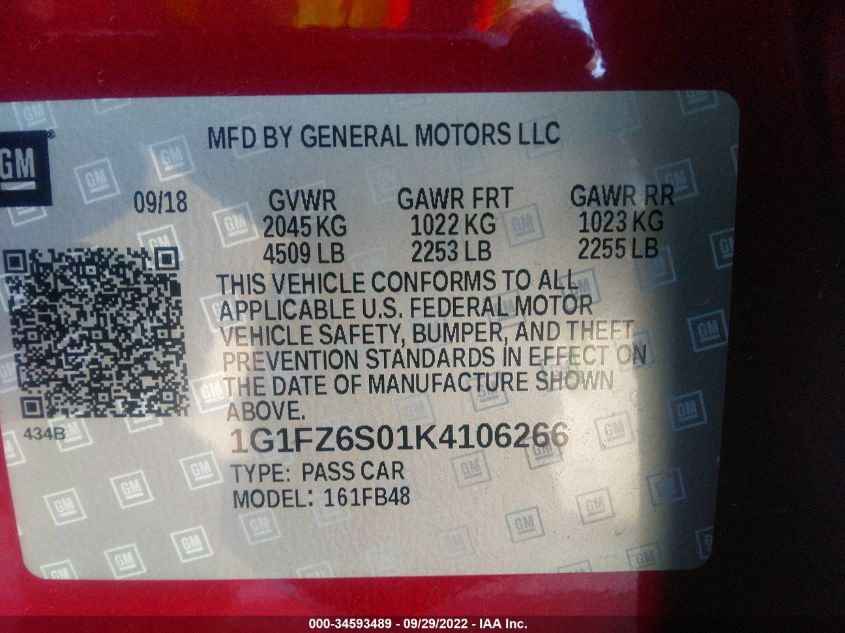 MFD BY GENERAL MOTORS LLC
GM
09/18 GVWR GAWR FRT GAWR RR
2045 KG 1022 KG 1023 KG
4509 LB 2253 LB 2255 LB
THIS VEHICLE CONFORMS TO ALL
APPLICABLE U.S. FEDERAL MOTOR
VEHICLE SAFETY, BUMPER, AND THEFT
PREVENTION STANDARDS IN EFFECT ON
THE DATE OF MANUFACTURE SHOWN
ABOVE.
434B
1G1FZ6S01K4106266
TYPE: PASS CAR
MODEL: 161FB48
000-34593489 - 09/29/2022 - IAA Inc.